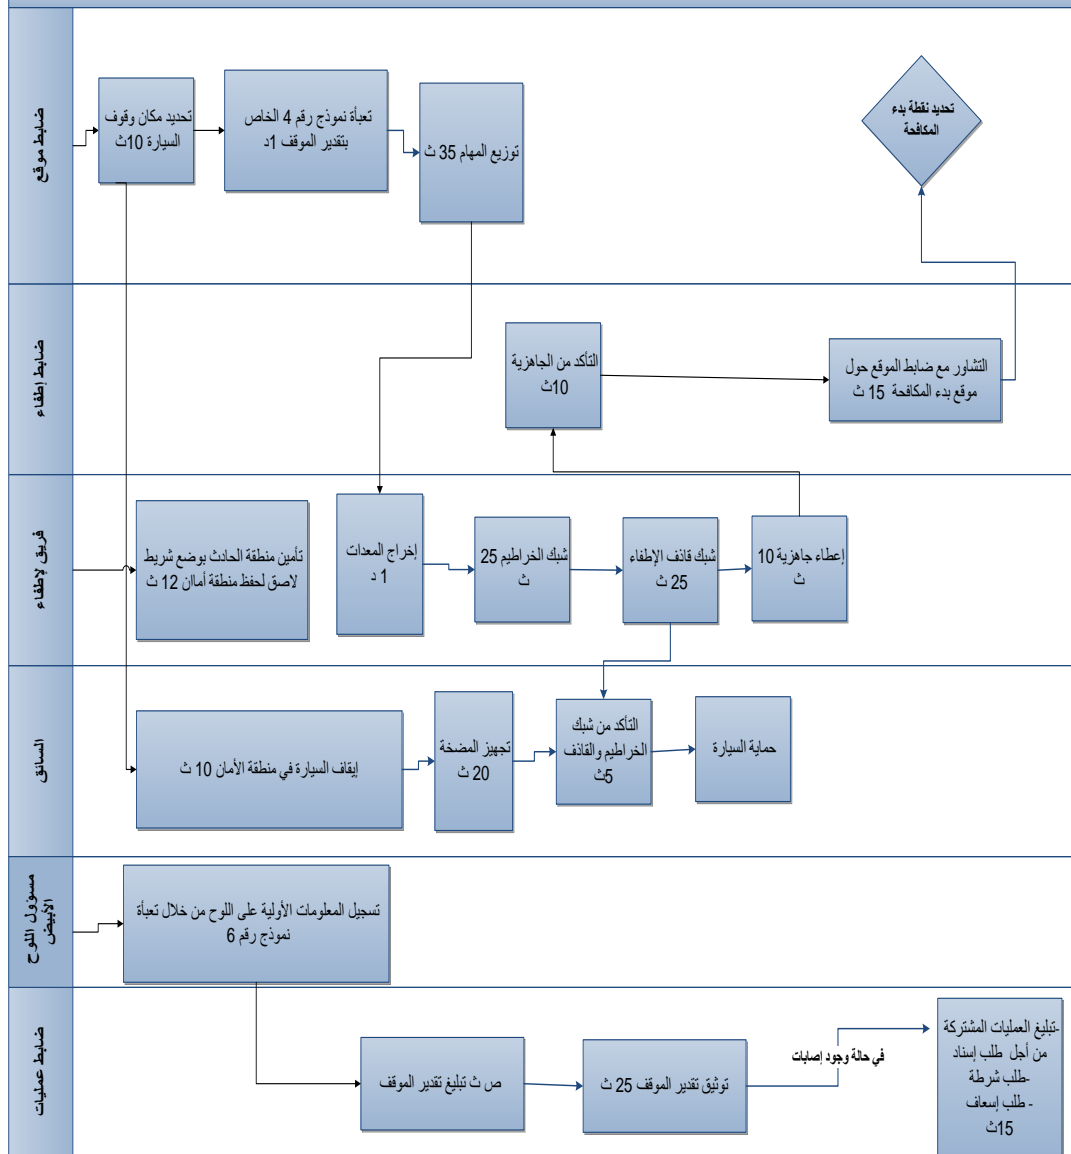 ضابط موقع
تحديد مكان وقوف
السيارة 10ث
تعبأة نموذج رقم 4 الخاص
بتقدير الموقف 1د
توزيع المهام 35 ث
تحديد نقطة بدء
المكافحة
ضابط إطفاء
التأكد من الجاهزية
10ث
التشاور مع ضابط الموقع حول
موقع بدء المكافحة 15 ث
فريق لإطفاء
تأمين منطقة الحادث بوضع شريط
لاصق لحفظ منطقة أماان 12 ث
إخراج المعدات
1 د
شبك الخراطيم 25
ث
شبك قاذف الإطفاء
25 ث
إعطاء جاهزية 10
ث
السائق
إيقاف السيارة في منطقة الأمان 10 ث
تجهيز المضخة
20 ث
التأكد من شبك
الخراطيم والقاذف
5ث
حماية السيارة
مسوؤول اللوح
الأبيض
تسجيل المعلومات الأولية على اللوح من خلال تعبأة
نموذج رقم 6
ضابط عمليات
ص ث تبليغ تقدير الموقف
توثيق تقدير الموقف 25 ث
في حالة وجود إصابات
-تبليغ العمليات المشتركة
من أجل طلب إسناد
-طلب شرطة
- طلب إسعاف
15ث